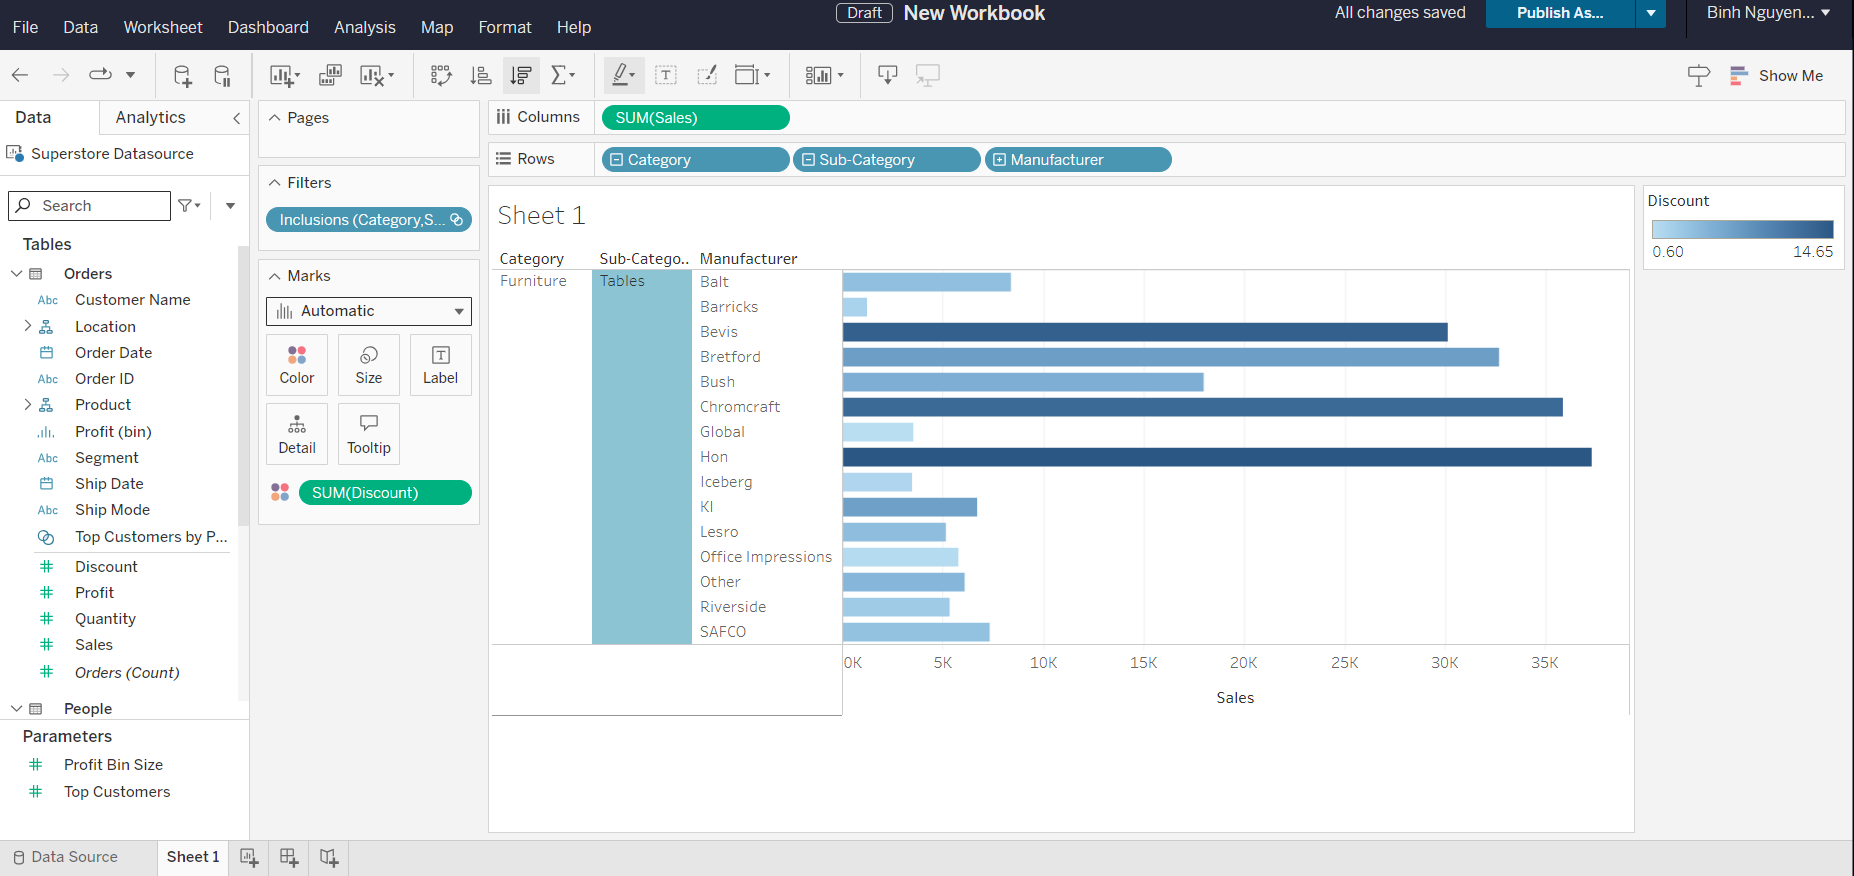 Draft New Workbook All changes saved Publish As... Binh Nguyen...
File Data Worksheet Dashboard Analysis Map Format Help
Show Me
Data Analytics
Superstore Datasource
Search
Tables
Orders
Abc Customer Name
Location
Order Date
Abc Order ID
Product
Profit (bin)
Abc Segment
Ship Date
Abc Ship Mode
Top Customers by P...
Discount
Profit
Quantity
Sales
Orders (Count)
People
Parameters
Profit Bin Size
Top Customers
Pages
Filters
Inclusions (Category,S...
Marks
Automatic
Color Size Label
Detail Tooltip
SUM(Discount)
Columns SUM(Sales)
Rows Category Sub-Category Manufacturer
Sheet 1
Category Sub-Catego.. Manufacturer
Furniture Tables Balt
Barricks
Bevis
Bretford
Bush
Chromcraft
Global
Hon
Iceberg
KI
Lesro
Office Impressions
Other
Riverside
SAFCO
0K 5K 10K 15K 20K 25K 30K 35K
Sales
Discount
0.60 14.65
Data Source Sheet 1